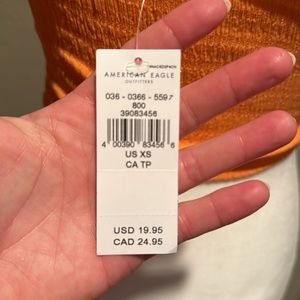 AMERICAN EAGLE
OUTFITTERS
036 - 0366 - 5597
800
39083456
4 00390 83456 6
US XS
CA TP
USD 19.95
CAD 24.95